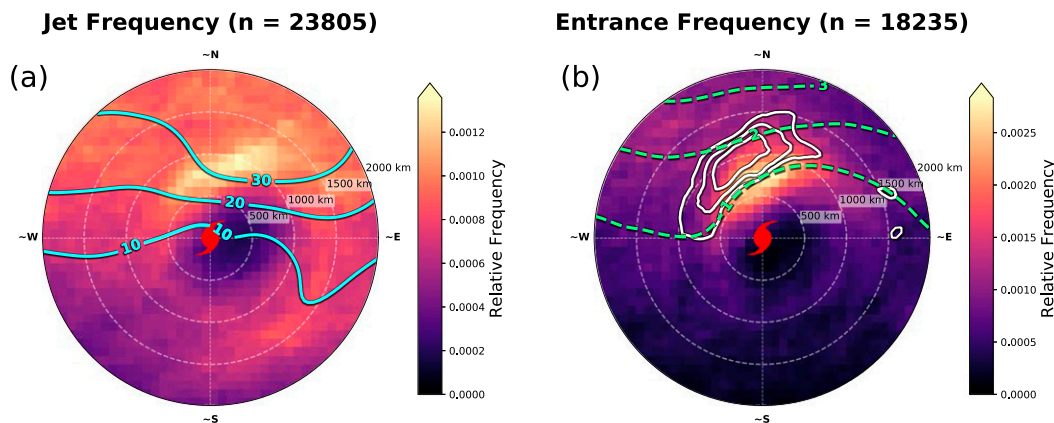 Jet Frequency (n = 23805)
(a)
~N
~W
~E
~S
30
20
10
10
500 km
1000 km
1500 km
2000 km
0.0012
0.0010
0.0008
0.0006
0.0004
0.0002
0.0000
Relative Frequency
Entrance Frequency (n = 18235)
(b)
~N
~W
~E
~S
3
2
500 km
1000 km
1500 km
2000 km
0.0025
0.0020
0.0015
0.0010
0.0005
0.0000
Relative Frequency